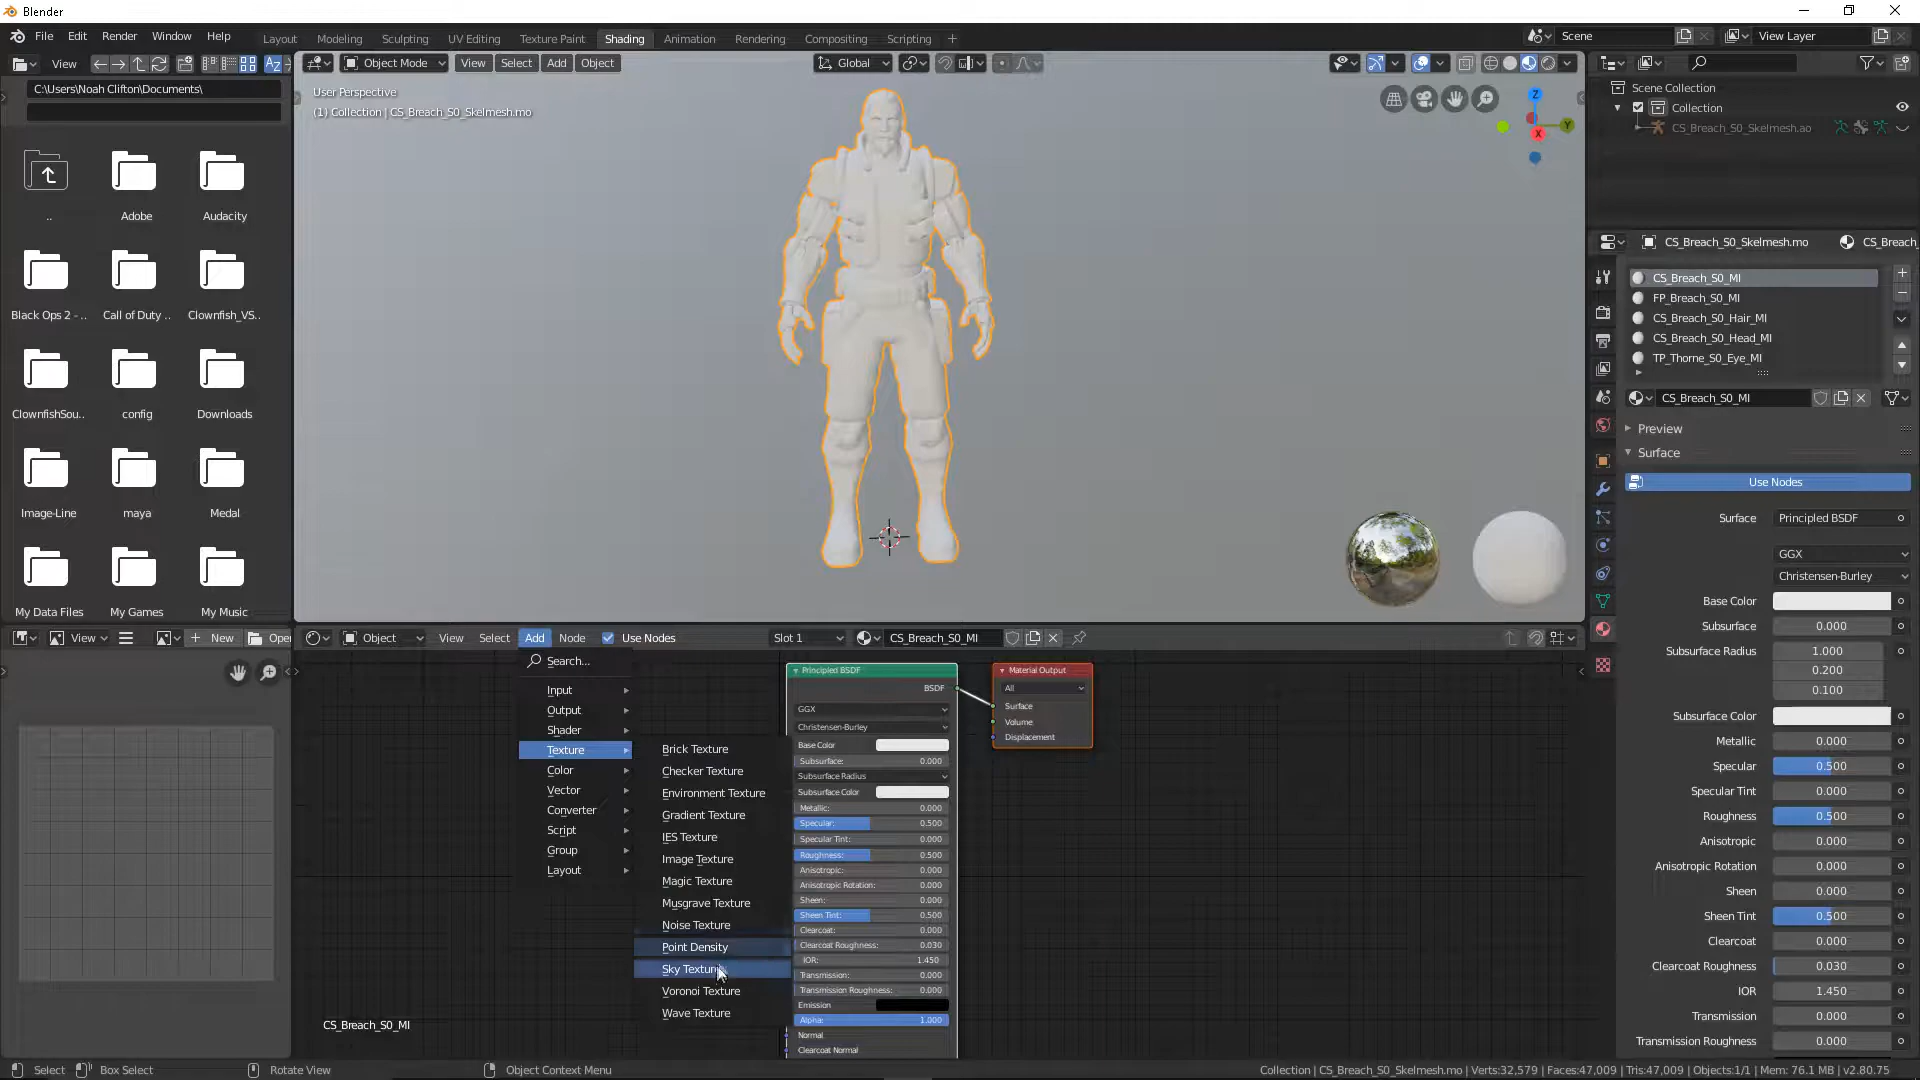 Blender
File Edit Render Window Help
Layout Modeling Sculpting UV Editing Texture Paint Shading Animation Rendering Compositing Scripting +
Scene
View Layer
View
Object Mode
View Select Add Object
Global
C:\Users\Noah Clifton\Documents\
User Perspective
(1) Collection | CS_Breach_S0_Skelmesh.mo
Z
Y
X
Scene Collection
Collection
CS_Breach_S0_Skelmesh.ao
..
Adobe
Audacity
Black Ops 2 - ..
Call of Duty ..
Clownfish_VS..
ClownfishSou..
config
Downloads
Image-Line
maya
Medal
My Data Files
My Games
My Music
CS_Breach_S0_Skelmesh.mo
CS_Breach_
CS_Breach_S0_MI
FP_Breach_S0_MI
CS_Breach_S0_Hair_MI
CS_Breach_S0_Head_MI
TP_Thorne_S0_Eye_MI
CS_Breach_S0_MI
Preview
Surface
Use Nodes
Surface Principled BSDF
GGX
Christensen-Burley
Base Color
Subsurface 0.000
Subsurface Radius 1.000
0.200
0.100
Subsurface Color
Metallic 0.000
Specular 0.500
Specular Tint 0.000
Roughness 0.500
Anisotropic 0.000
Anisotropic Rotation 0.000
Sheen 0.000
Sheen Tint 0.500
Clearcoat 0.000
Clearcoat Roughness 0.030
IOR 1.450
Transmission 0.000
Transmission Roughness 0.000
View
New
Open
Object
View Select Add Node Use Nodes
Slot 1
CS_Breach_S0_MI
Search...
Input
Output
Shader
Texture
Color
Vector
Converter
Script
Group
Layout
Brick Texture
Checker Texture
Environment Texture
Gradient Texture
IES Texture
Image Texture
Magic Texture
Musgrave Texture
Noise Texture
Point Density
Sky Texture
Voronoi Texture
Wave Texture
Principled BSDF
BSDF
GGX
Christensen-Burley
Base Color
Subsurface: 0.000
Subsurface Radius
Subsurface Color
Metallic: 0.000
Specular: 0.500
Specular Tint: 0.000
Roughness: 0.500
Anisotropic: 0.000
Anisotropic Rotation: 0.000
Sheen: 0.000
Sheen Tint: 0.500
Clearcoat: 0.000
Clearcoat Roughness: 0.030
IOR: 1.450
Transmission: 0.000
Transmission Roughness: 0.000
Emission
Alpha: 1.000
Normal
Clearcoat Normal
Material Output
All
Surface
Volume
Displacement
CS_Breach_S0_MI
Select
Box Select
Rotate View
Object Context Menu
Collection | CS_Breach_S0_Skelmesh.mo | Verts:32,579 | Faces:47,009 | Tris:47,009 | Objects:1/1 | Mem: 76.1 MB | v2.80.75